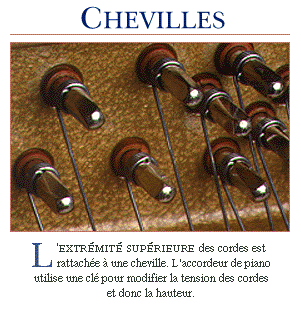 CHEVILLES
L'EXTRÉMITÉ SUPÉRIEURE des cordes est
rattachée à une cheville. L'accordeur de piano
utilise une clé pour modifier la tension des cordes
et donc la hauteur.